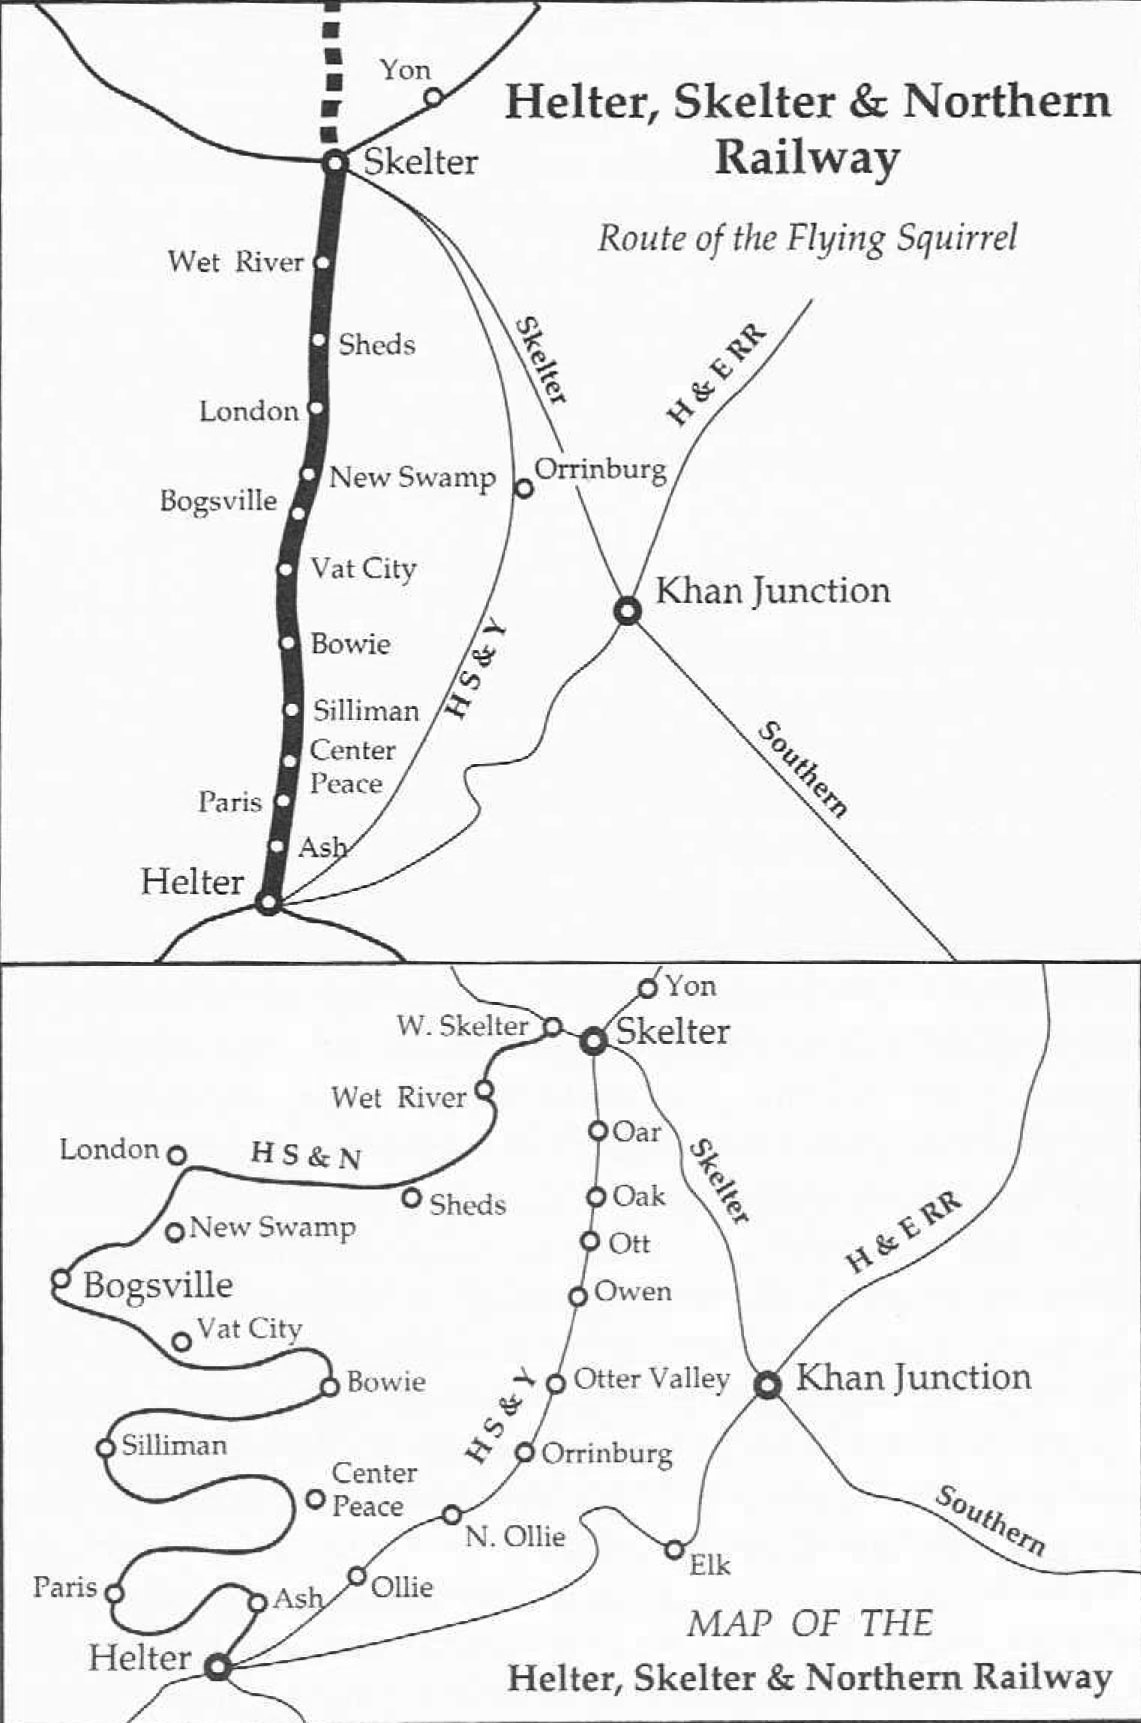 Yon
Helter, Skelter & Northern
Railway
Skelter
Route of the Flying Squirrel
Wet River
Skelter
H & E RR
Sheds
London
New Swamp
Orrinburg
Bogsville
Vat City
Khan Junction
Bowie
H S & Y
Silliman
Center
Peace
Southern
Paris
Ash
Helter
Yon
W. Skelter
Skelter
Wet River
Oar
London
H S & N
Skelter
Oak
Sheds
New Swamp
Ott
H & E RR
Bogsville
Owen
Vat City
Otter Valley
Khan Junction
Bowie
H S & Y
Silliman
Orrinburg
Center
Peace
Southern
N. Ollie
Elk
Paris
Ollie
Ash
MAP OF THE
Helter
Helter, Skelter & Northern Railway